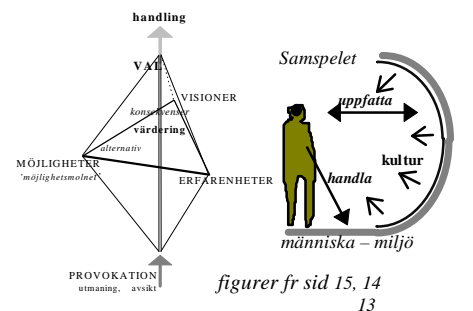 handling
VAL
VISIONER
konsekvenser
värdering
alternativ
MÖJLIGHETER
"möjlighetsmolnet"
ERFARENHETER
PROVOKATION
utmaning, avsikt
Samspelet
uppfatta
kultur
handla
människa – miljö
figurer fr sid 15, 14
13